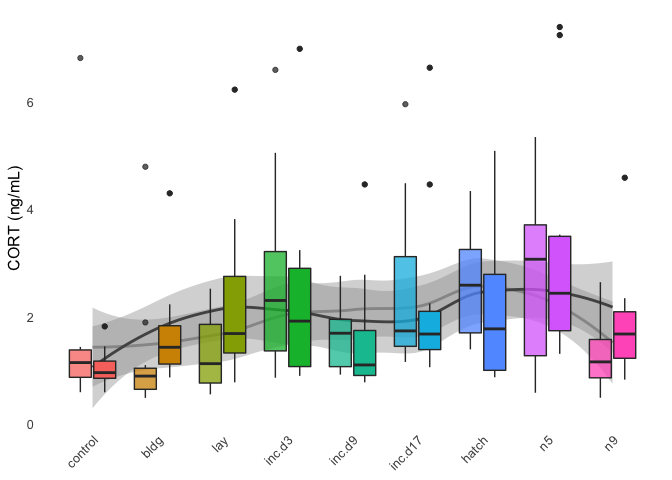 CORT (ng/mL)
6
4
2
0
control
bldg
lay
inc.d3
inc.d9
inc.d17
hatch
n5
n9